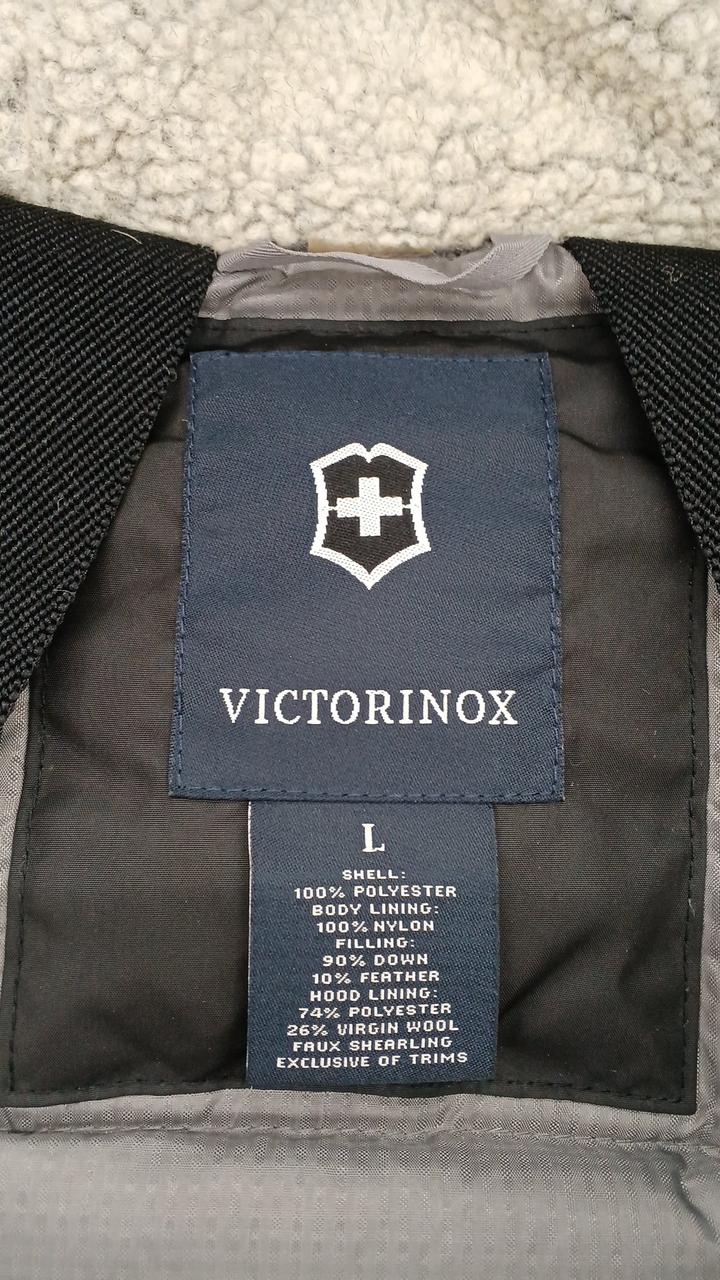 VICTORINOX
L
SHELL:
100% POLYESTER
BODY LINING:
100% NYLON
FILLING:
90% DOWN
10% FEATHER
HOOD LINING:
74% POLYESTER
26% VIRGIN WOOL
FAUX SHEARLING
EXCLUSIVE OF TRIMS